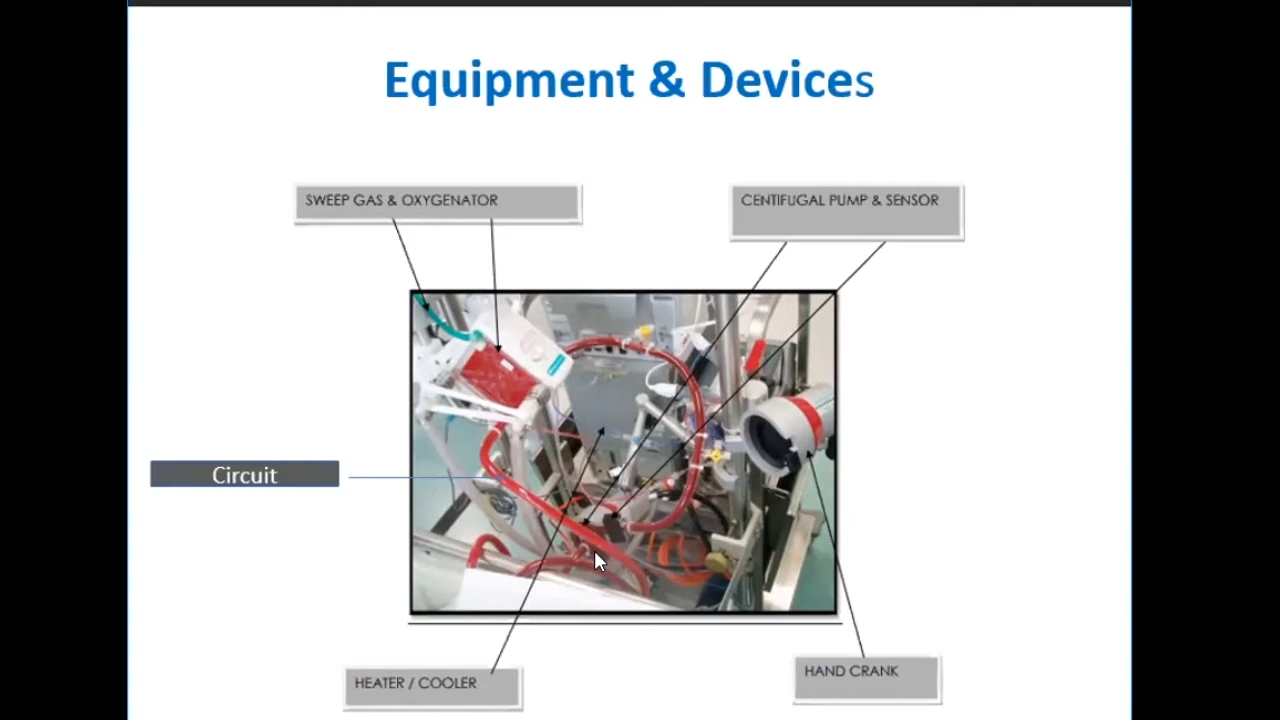 Equipment & Devices
SWEEP GAS & OXYGENATOR
CENTIFUGAL PUMP & SENSOR
Circuit
HEATER / COOLER
HAND CRANK